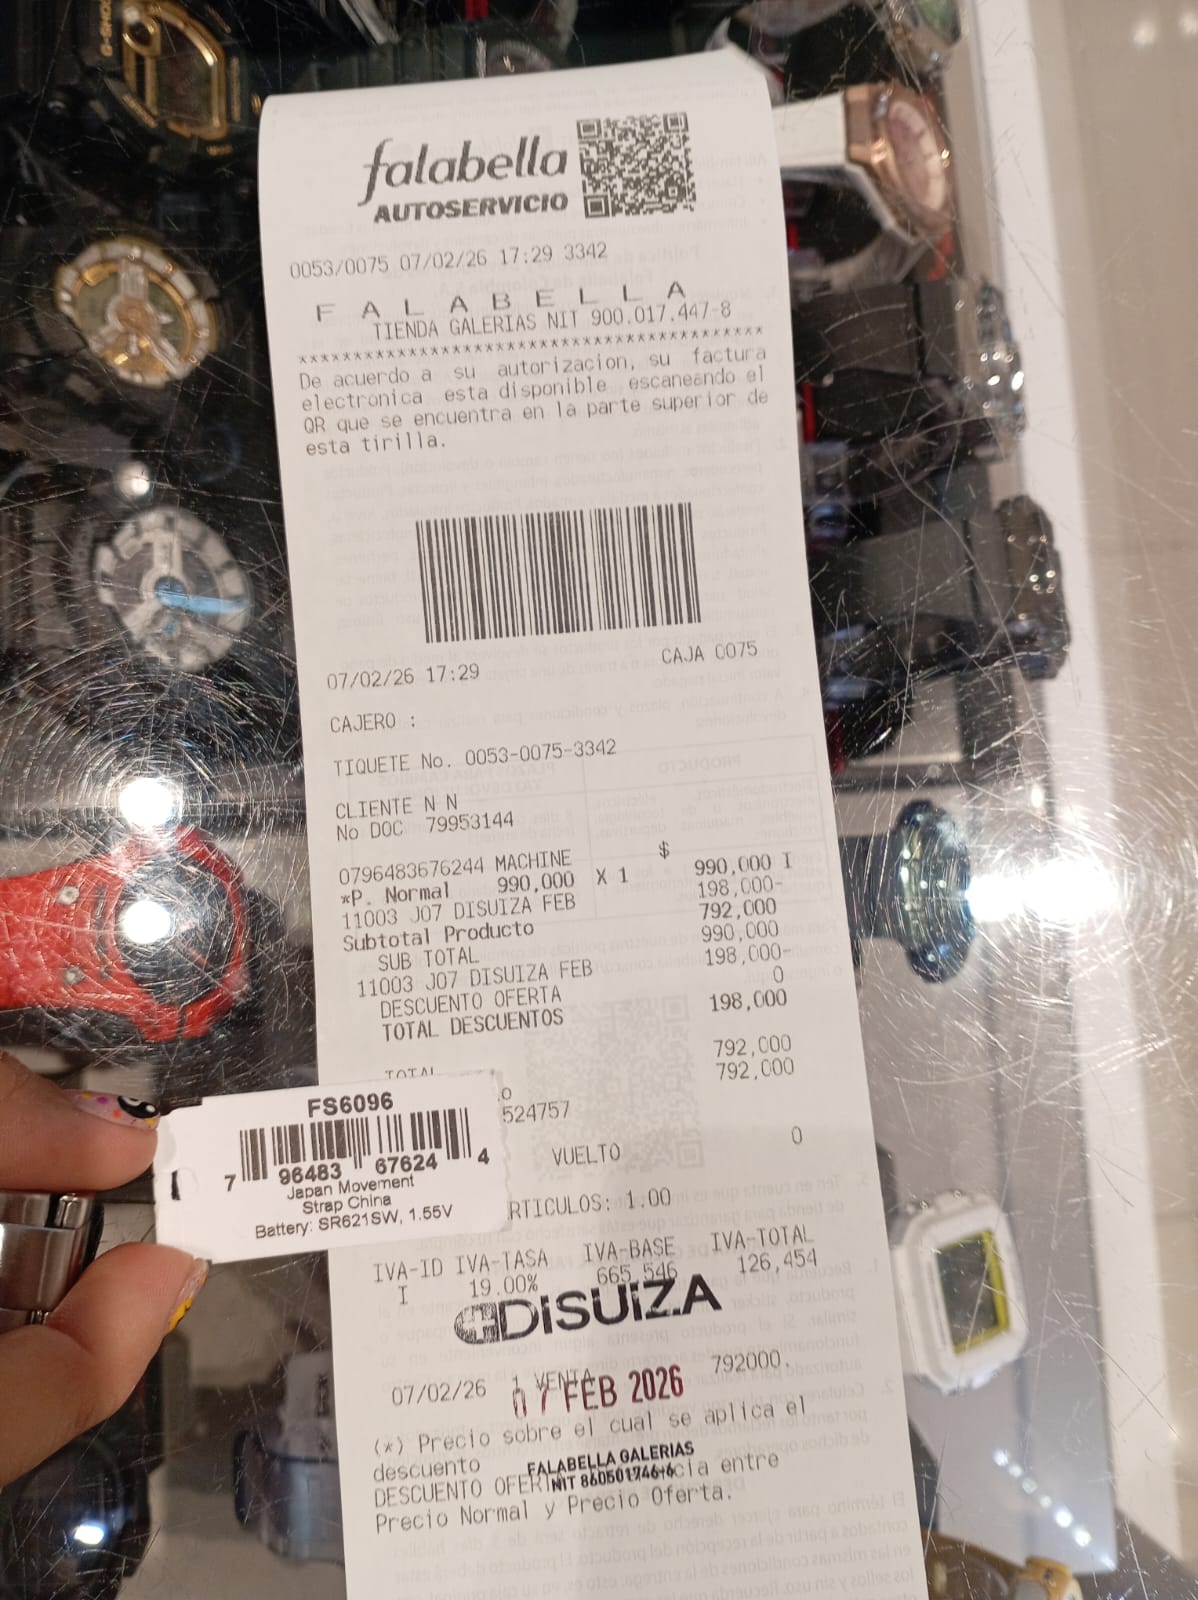 falabella
AUTOSERVICIO
0053/0075 07/02/26 17:29 3342
F A L A B E L L A
TIENDA GALERIAS NIT 900.017.447-8
************************************************
De acuerdo a su autorizacion, su factura
electronica esta disponible escaneando el
QR que se encuentra en la parte superior de
esta tirilla.
07/02/26 17:29 CAJA 0075
CAJERO :
TIQUETE No. 0053-0075-3342
CLIENTE N N
No DOC 79953144
$
0796483676244 MACHINE 990,000 I
*P. Normal 990,000 X 1
11003 J07 DISUIZA FEB 198,000-
Subtotal Producto 792,000
SUB TOTAL 990,000
11003 J07 DISUIZA FEB 198,000-
DESCUENTO OFERTA 0
TOTAL DESCUENTOS 198,000
TOTAL 792,000
792,000
524757
VUELTO 0
RTICULOS: 1.00
FS6096
7 96483 67624 4
Japan Movement
Strap China
Battery: SR621SW, 1.55V
IVA-ID IVA-TASA IVA-BASE IVA-TOTAL
I 19.00% 665,546 126,454
DISUIZA
07/02/26 1 VENTA 792000.
07 FEB 2026
(*) Precio sobre el cual se aplica el
descuento
FALABELLA GALERIAS
NIT 860501746-6
DESCUENTO OFER cia entre
Precio Normal y Precio Oferta.